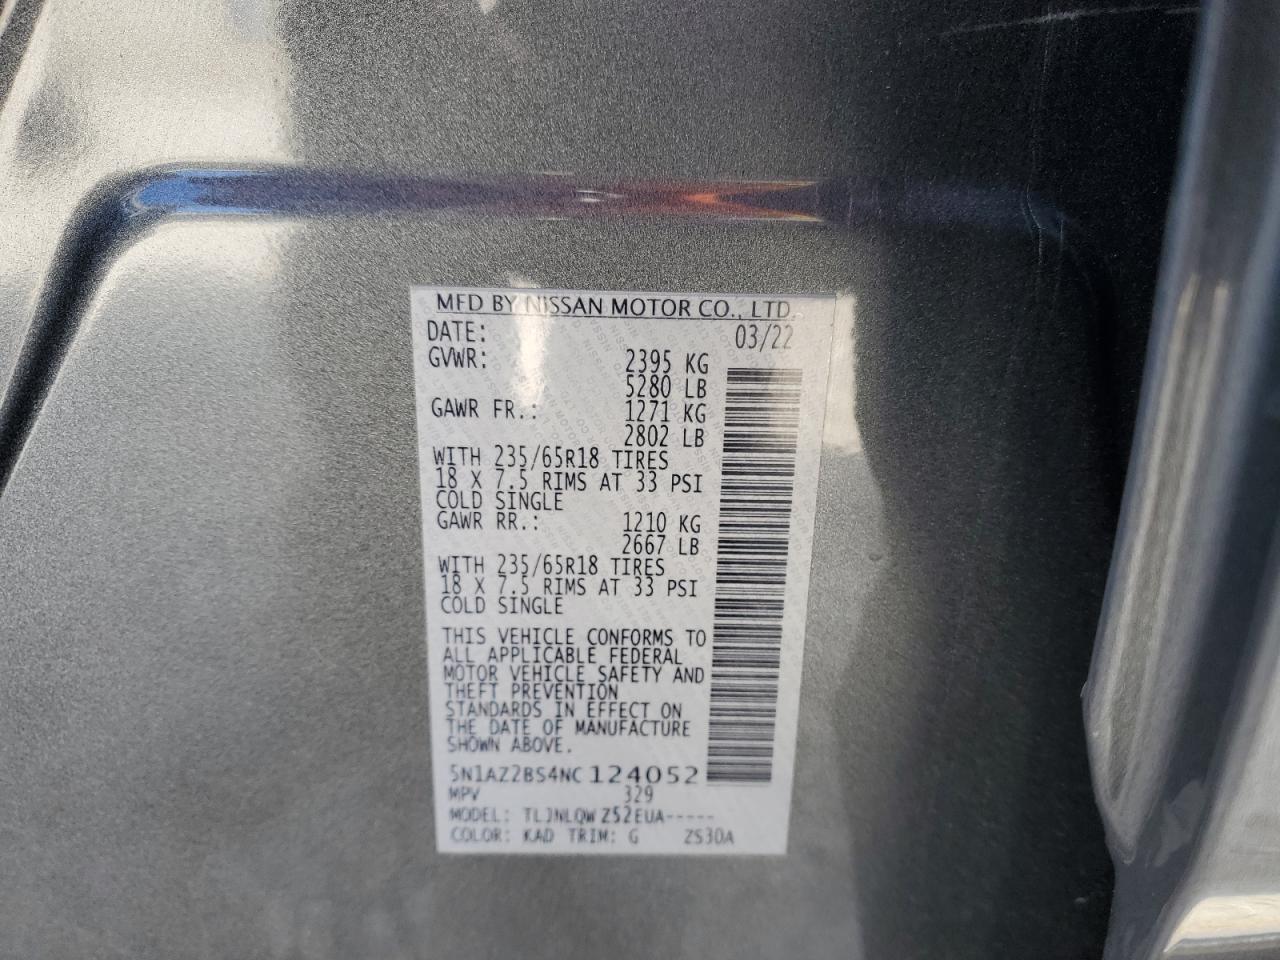 MFD BY NISSAN MOTOR CO., LTD.
DATE: 03/22
GVWR: 2395 KG
5280 LB
GAWR FR.: 1271 KG
2802 LB
WITH 235/65R18 TIRES
18 X 7.5 RIMS AT 33 PSI
COLD SINGLE
GAWR RR.: 1210 KG
2667 LB
WITH 235/65R18 TIRES
18 X 7.5 RIMS AT 33 PSI
COLD SINGLE
THIS VEHICLE CONFORMS TO
ALL APPLICABLE FEDERAL
MOTOR VEHICLE SAFETY AND
THEFT PREVENTION
STANDARDS IN EFFECT ON
THE DATE OF MANUFACTURE
SHOWN ABOVE.
5N1AZ2BS4NC124052
MPV 329
MODEL: TLJNLQW Z52EUA-----
COLOR: KAD TRIM: G ZS30A